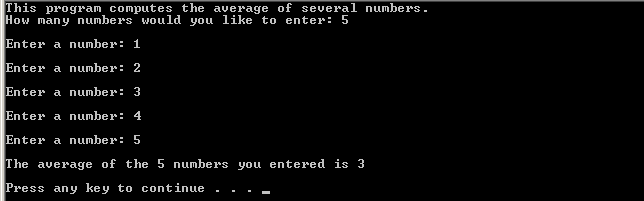 This program computes the average of several numbers.
How many numbers would you like to enter: 5
Enter a number: 1
Enter a number: 2
Enter a number: 3
Enter a number: 4
Enter a number: 5
The average of the 5 numbers you entered is 3
Press any key to continue . . . _